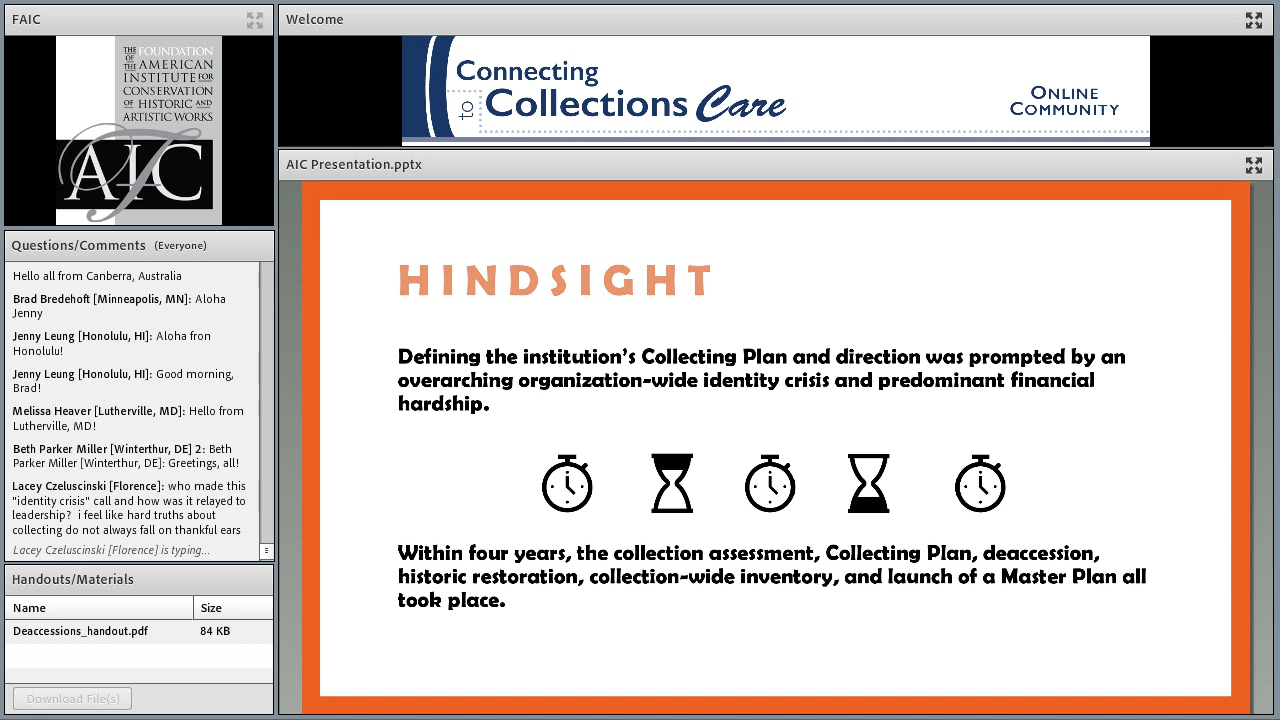 FAIC
THE FOUNDATION
OF THE AMERICAN
INSTITUTE FOR
CONSERVATION
OF HISTORIC AND
ARTISTIC WORKS
AIC
Questions/Comments (Everyone)
Hello all from Canberra, Australia
Brad Bredehoft [Minneapolis, MN]: Aloha
Jenny
Jenny Leung [Honolulu, HI]: Aloha fron
Honolulu!
Jenny Leung [Honolulu, HI]: Good morning,
Brad!
Melissa Heaver [Lutherville, MD]: Hello from
Lutherville, MD!
Beth Parker Miller [Winterthur, DE] 2: Beth
Parker Miller [Winterthur, DE]: Greetings, all!
Lacey Czeluscinski [Florence]: who made this
"identity crisis" call and how was it relayed to
leadership? i feel like hard truths about
collecting do not always fall on thankful ears
Lacey Czeluscinski [Florence] is typing...
Handouts/Materials
Name Size
Deaccessions_handout.pdf 84 KB
Download File(s)
Welcome
Connecting
to Collections Care
ONLINE
COMMUNITY
AIC Presentation.pptx
HINDSIGHT
Defining the institution's Collecting Plan and direction was prompted by an
overarching organization-wide identity crisis and predominant financial
hardship.
Within four years, the collection assessment, Collecting Plan, deaccession,
historic restoration, collection-wide inventory, and launch of a Master Plan all
took place.